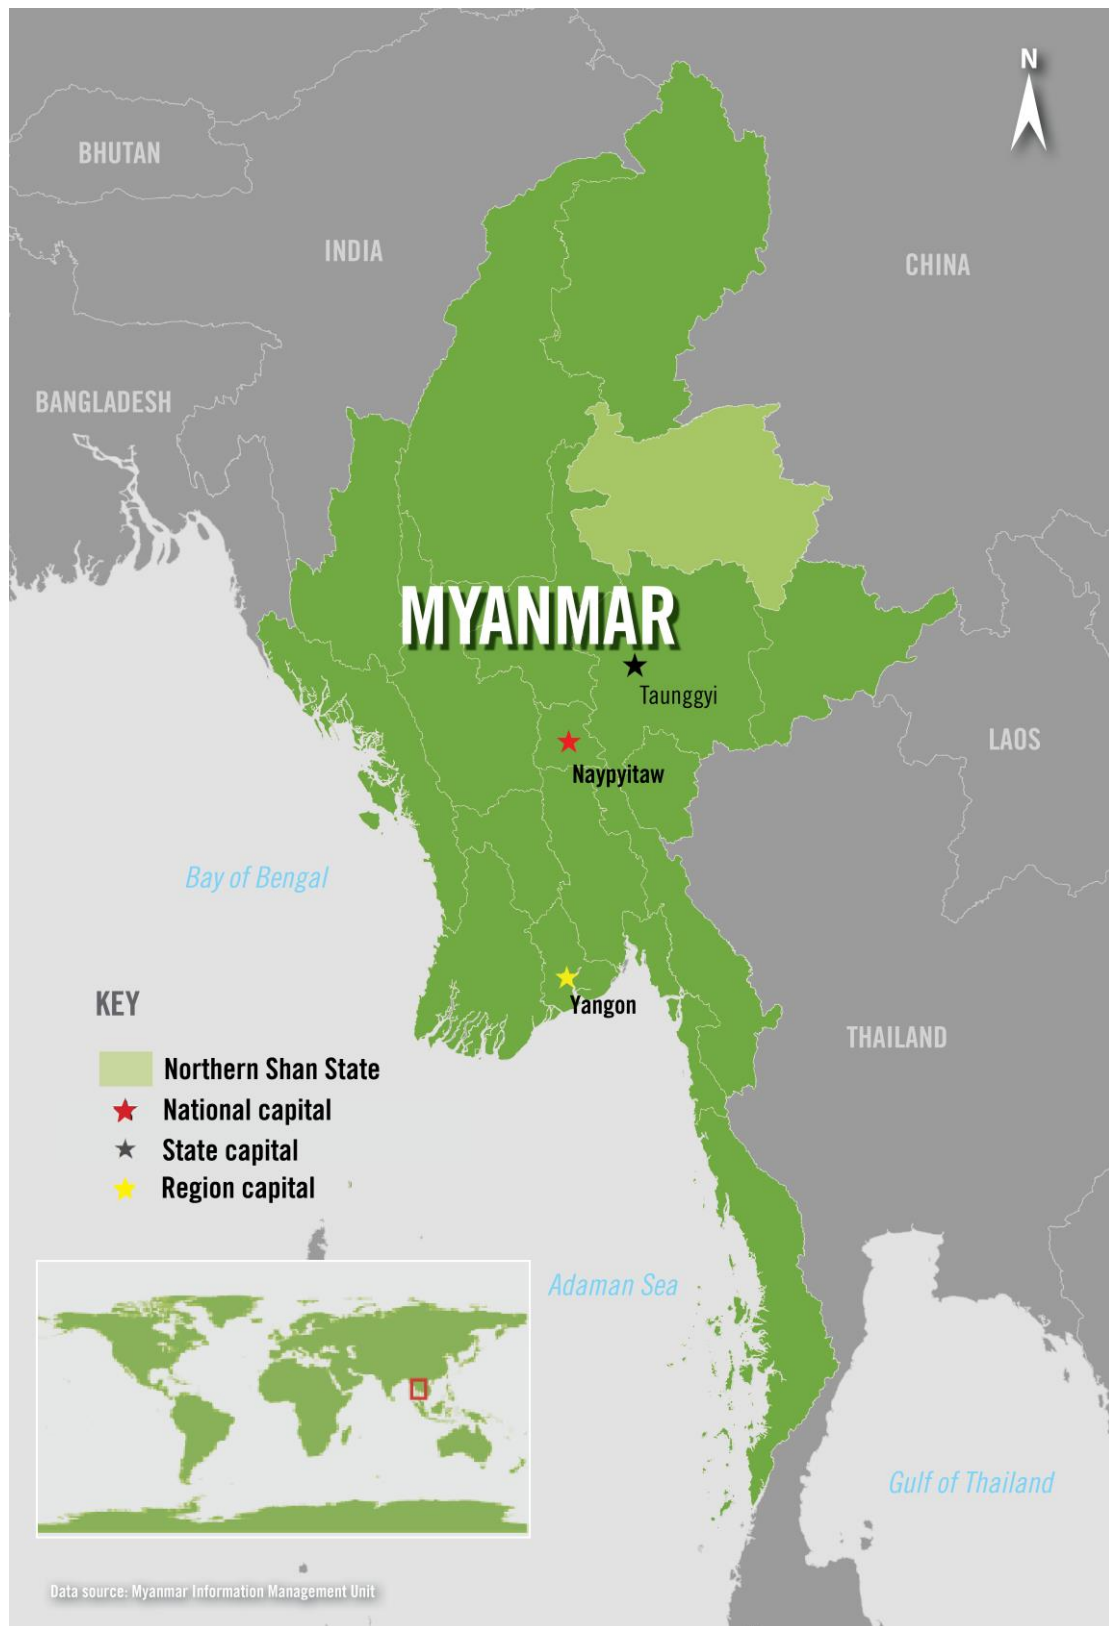 N
BHUTAN
INDIA
CHINA
BANGLADESH
MYANMAR
Taunggyi
LAOS
Naypyitaw
Bay of Bengal
Yangon
KEY
THAILAND
Northern Shan State
National capital
State capital
Region capital
Adaman Sea
Gulf of Thailand
Data source: Myanmar Information Management Unit